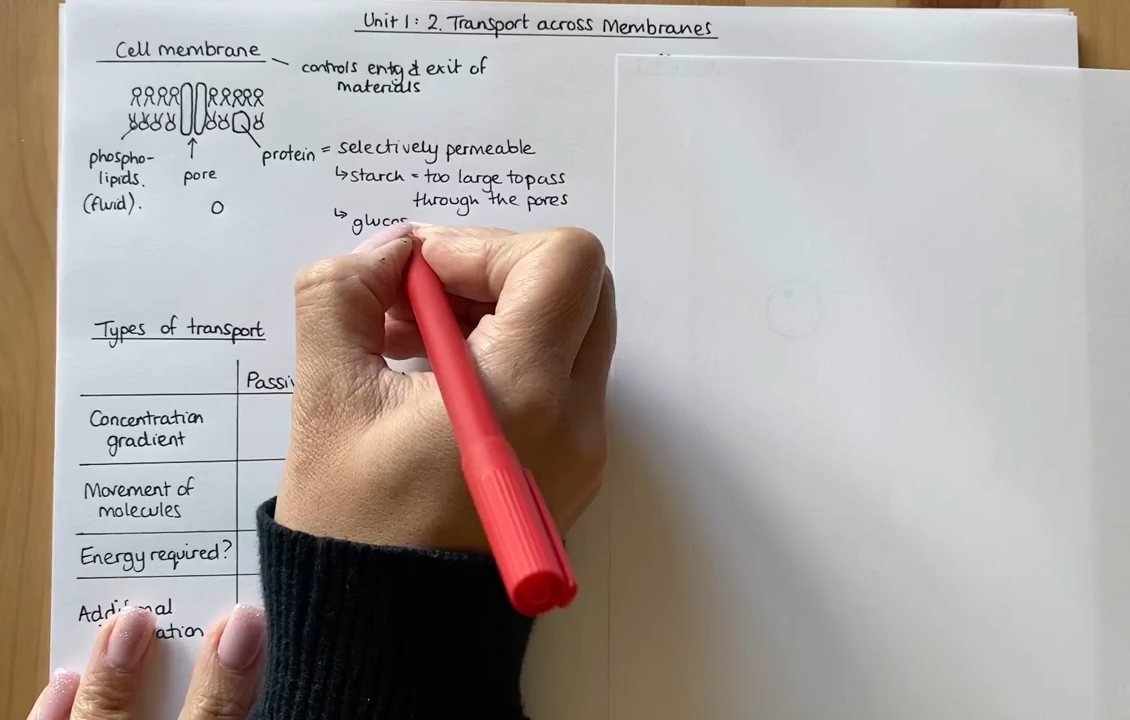 Unit 1: 2. Transport across Membranes
Cell membrane
controls entry & exit of
materials
phospho-
lipids.
(fluid).
pore
protein = selectively permeable
↳ starch = too large to pass
through the pores
↳ glucos
Types of transport
Passi
Concentration
gradient
Movement of
molecules
Energy required?